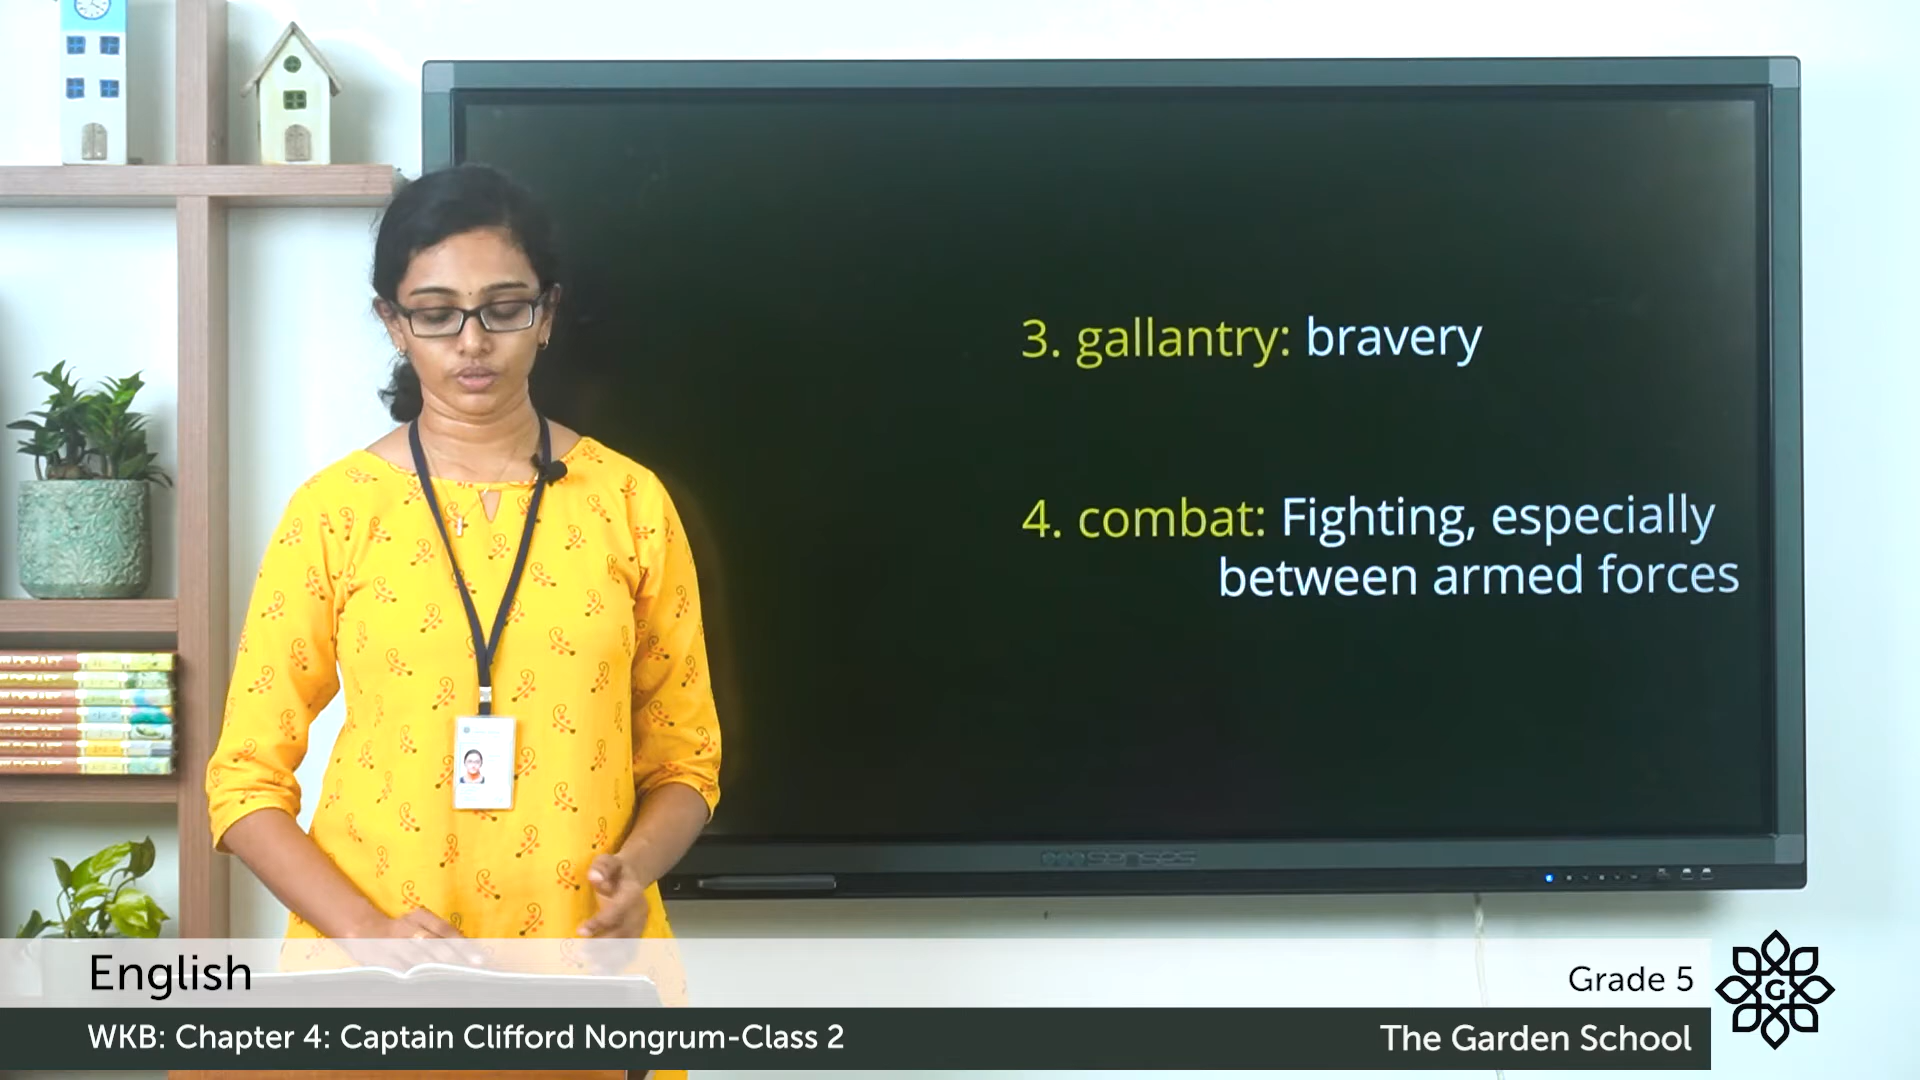 3. gallantry: bravery
4. combat: Fighting, especially
between armed forces
English
Grade 5
WKB: Chapter 4: Captain Clifford Nongrum-Class 2
The Garden School
G